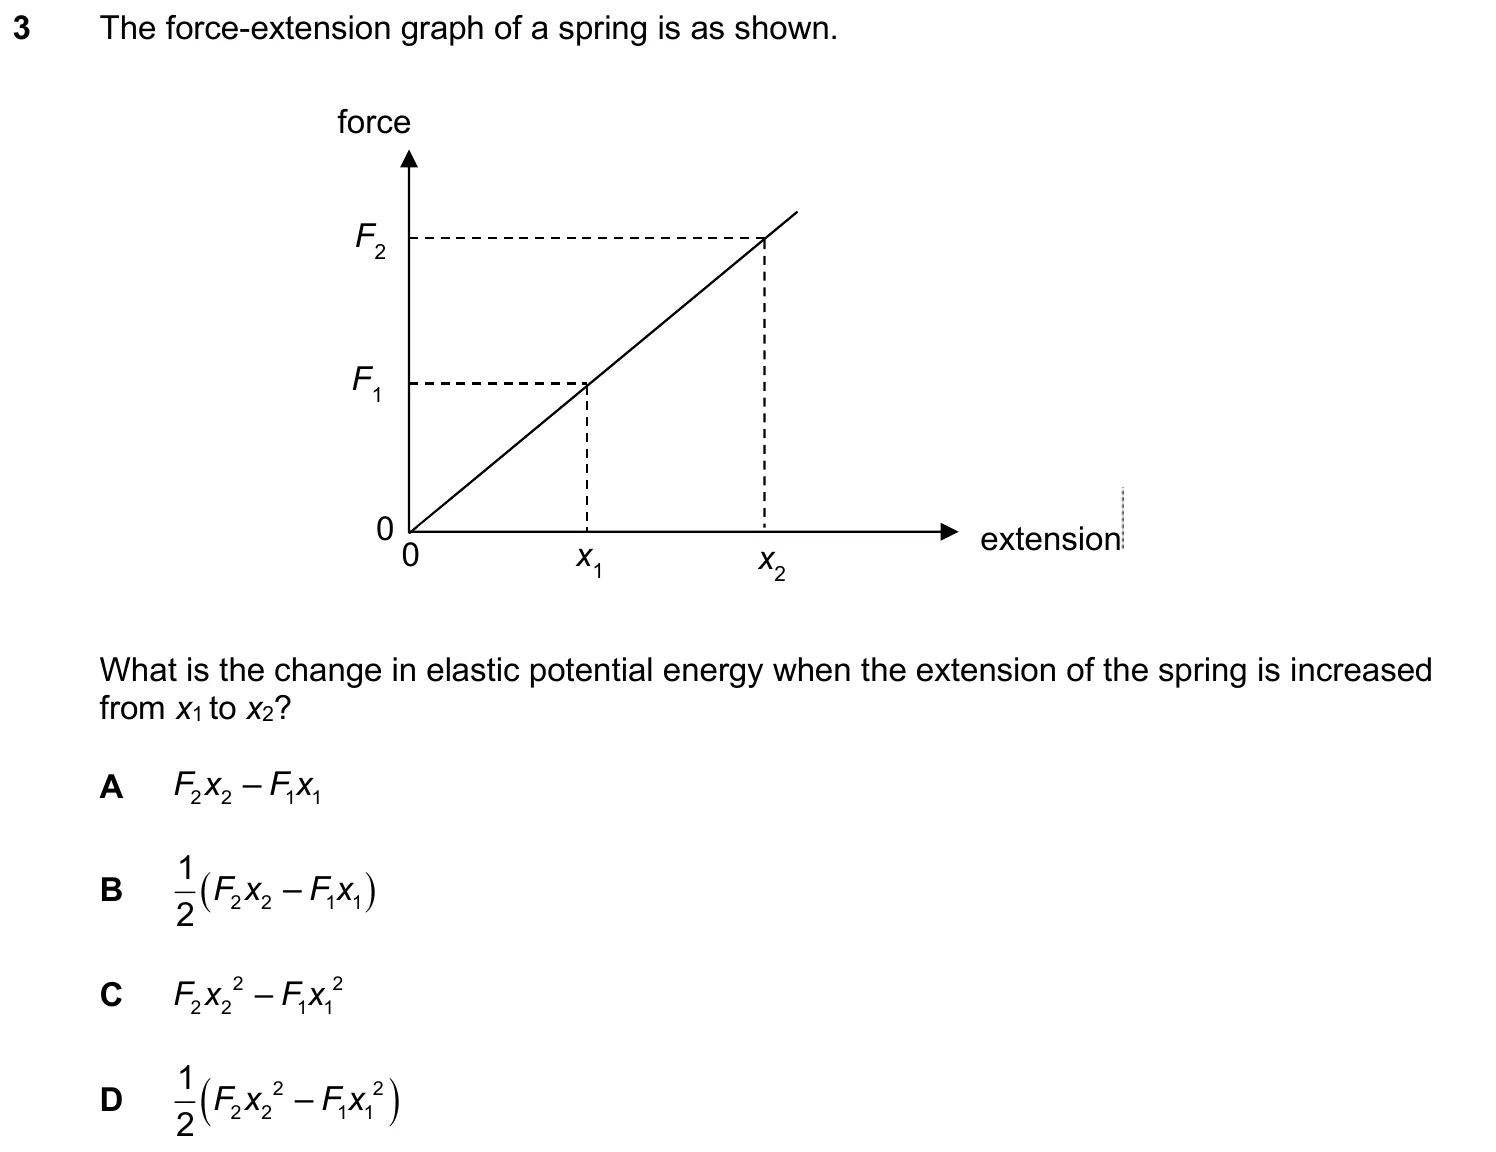 3 The force-extension graph of a spring is as shown.
force
F₂
F₁
0
0 x₁ x₂
extension
What is the change in elastic potential energy when the extension of the spring is increased
from x₁ to x₂?
A F₂x₂ – F₁x₁
B 1/2(F₂x₂ – F₁x₁)
C F₂x₂² – F₁x₁²
D 1/2(F₂x₂² – F₁x₁²)